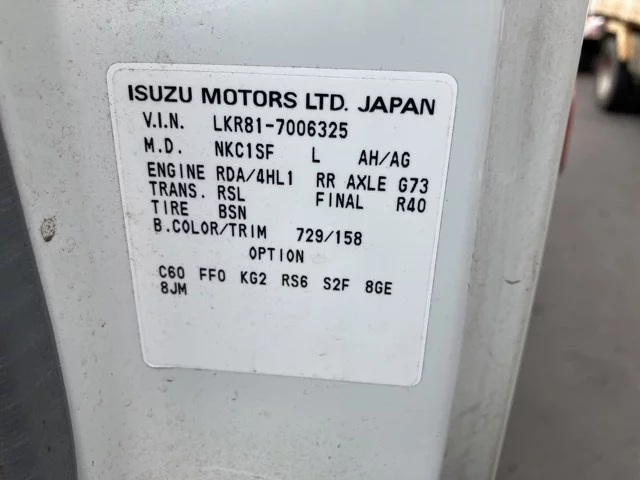 ISUZU MOTORS LTD. JAPAN
V.I.N. LKR81-7006325
M.D. NKC1SF L AH/AG
ENGINE RDA/4HL1 RR AXLE G73
TRANS. RSL FINAL R40
TIRE BSN
B.COLOR/TRIM 729/158
OPTION
C60 FF0 KG2 RS6 S2F 8GE
8JM